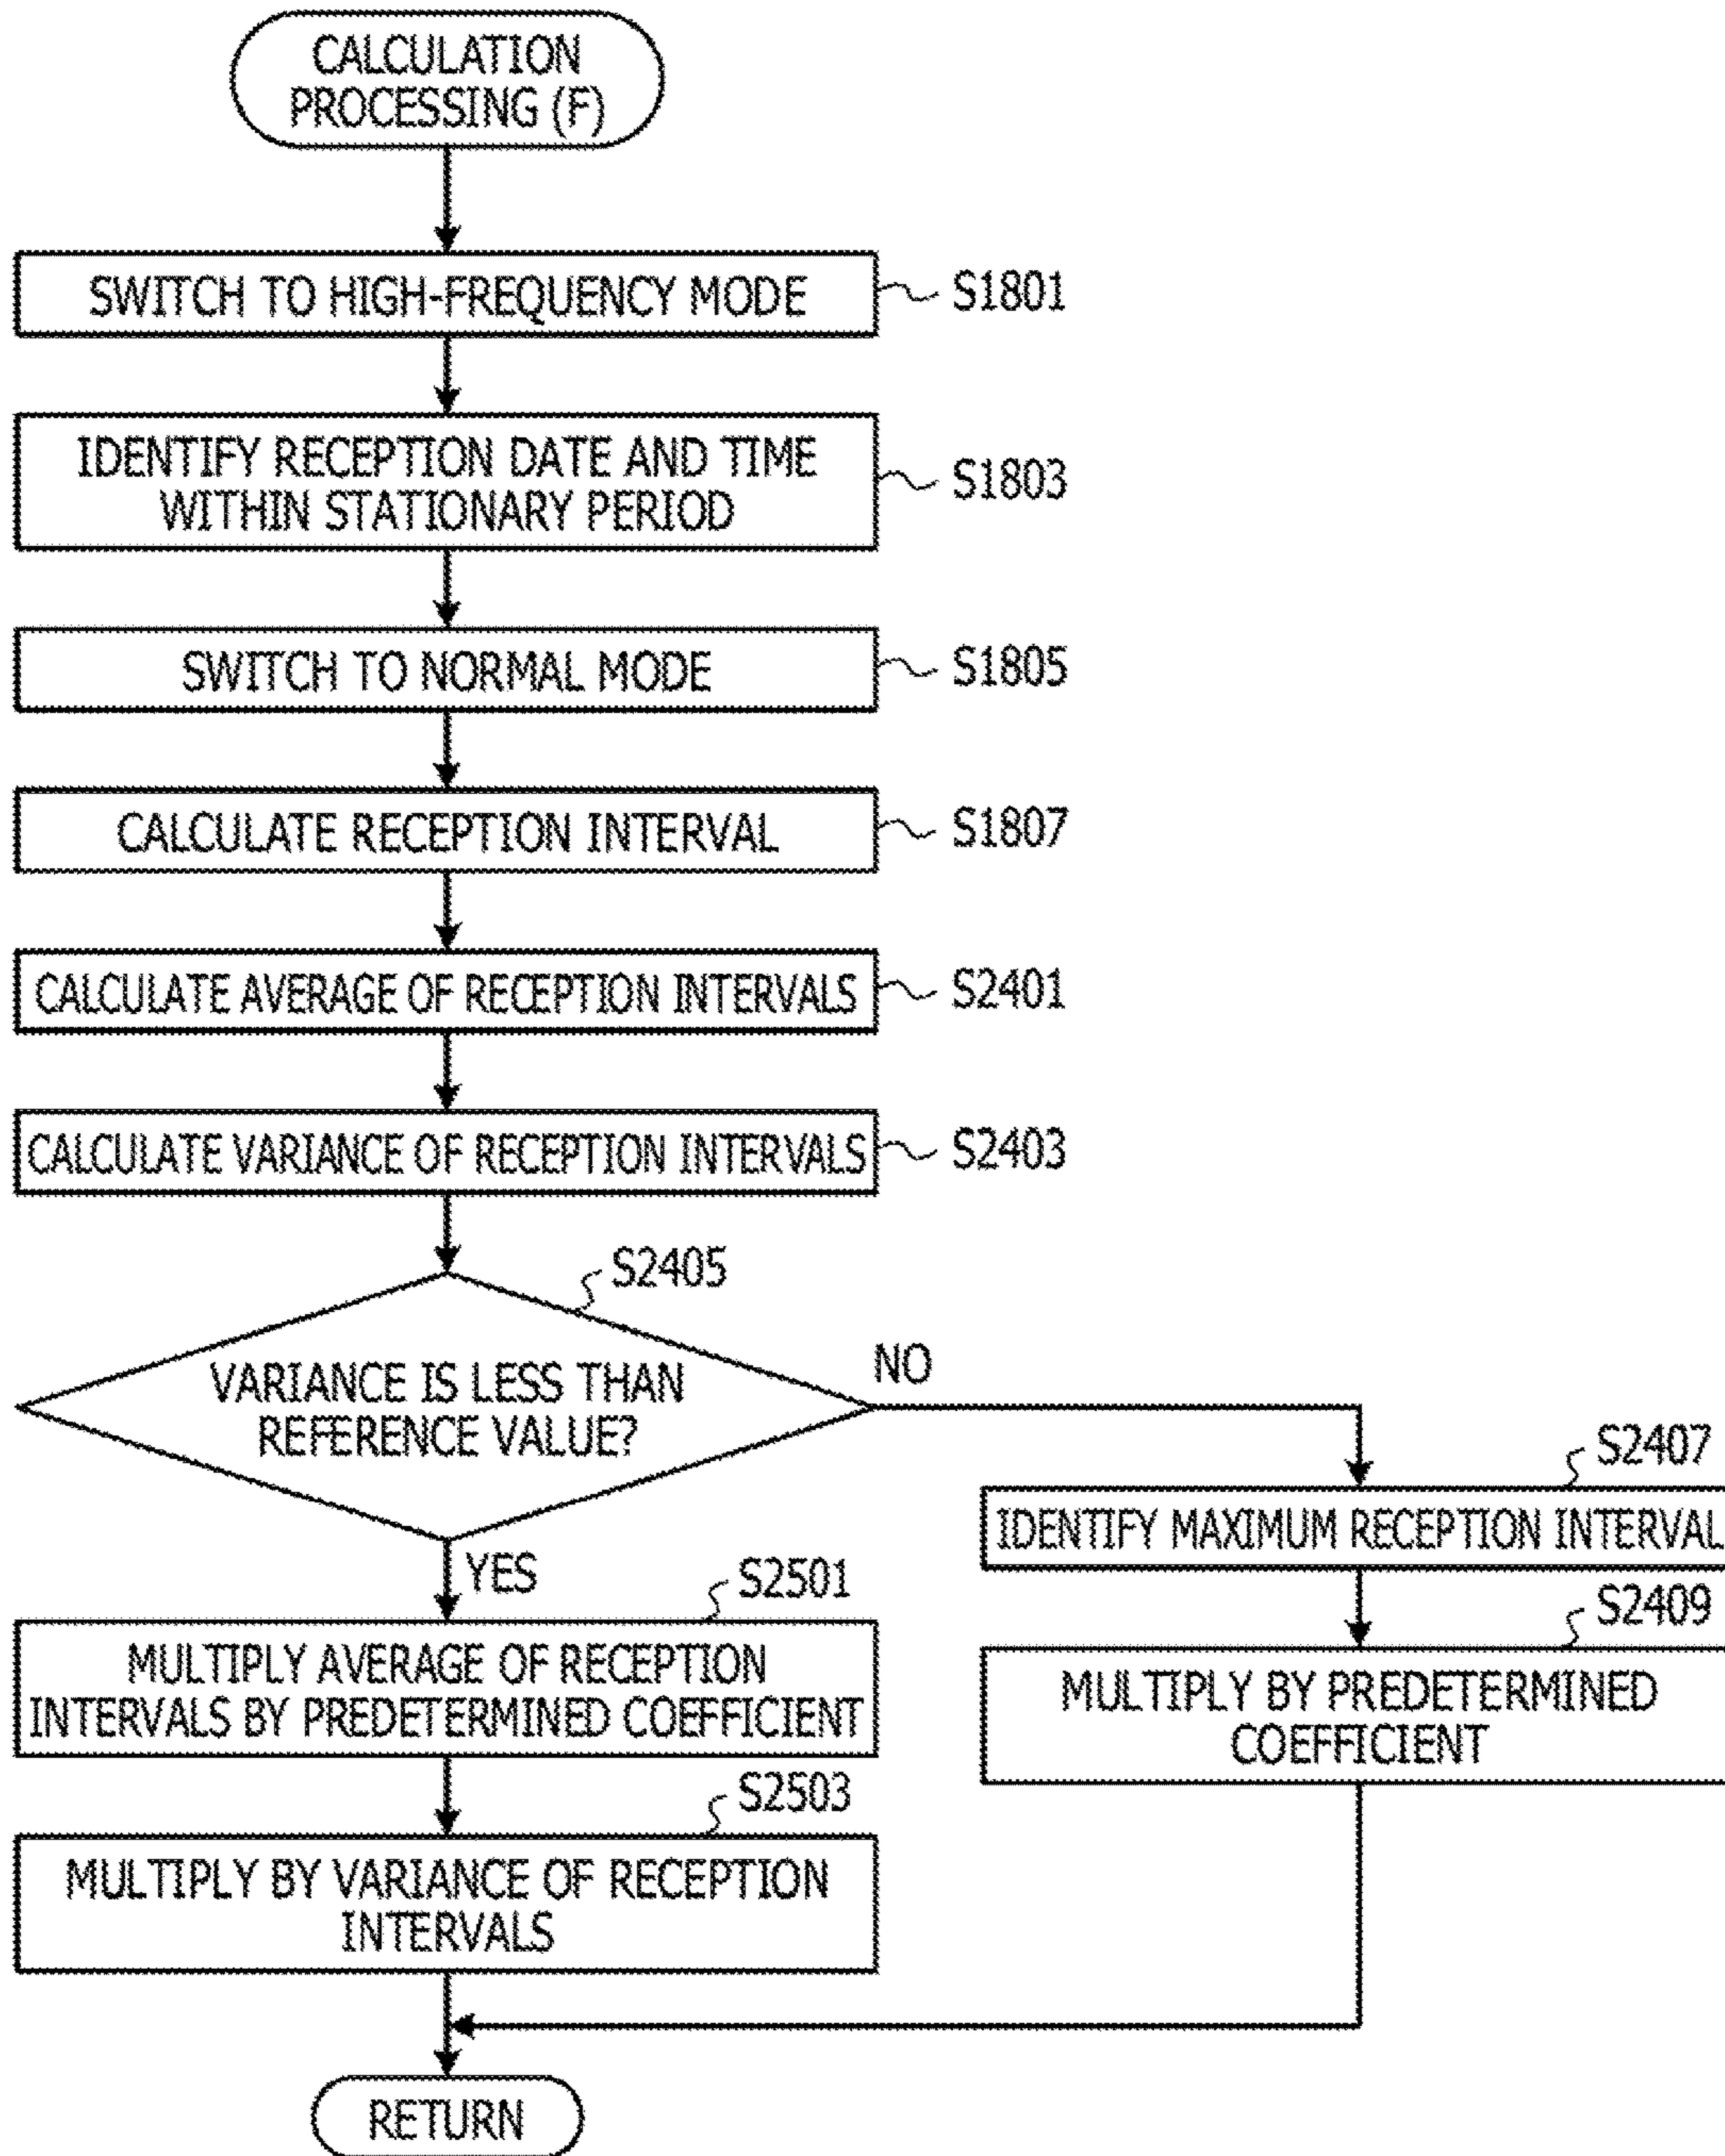 CALCULATION
PROCESSING (F)
SWITCH TO HIGH-FREQUENCY MODE
S1801
IDENTIFY RECEPTION DATE AND TIME
WITHIN STATIONARY PERIOD
S1803
SWITCH TO NORMAL MODE
S1805
CALCULATE RECEPTION INTERVAL
S1807
CALCULATE AVERAGE OF RECEPTION INTERVALS
S2401
CALCULATE VARIANCE OF RECEPTION INTERVALS
S2403
S2405
VARIANCE IS LESS THAN
REFERENCE VALUE?
NO
YES
S2407
IDENTIFY MAXIMUM RECEPTION INTERVAL
S2409
MULTIPLY BY PREDETERMINED
COEFFICIENT
S2501
MULTIPLY AVERAGE OF RECEPTION
INTERVALS BY PREDETERMINED COEFFICIENT
S2503
MULTIPLY BY VARIANCE OF RECEPTION
INTERVALS
RETURN